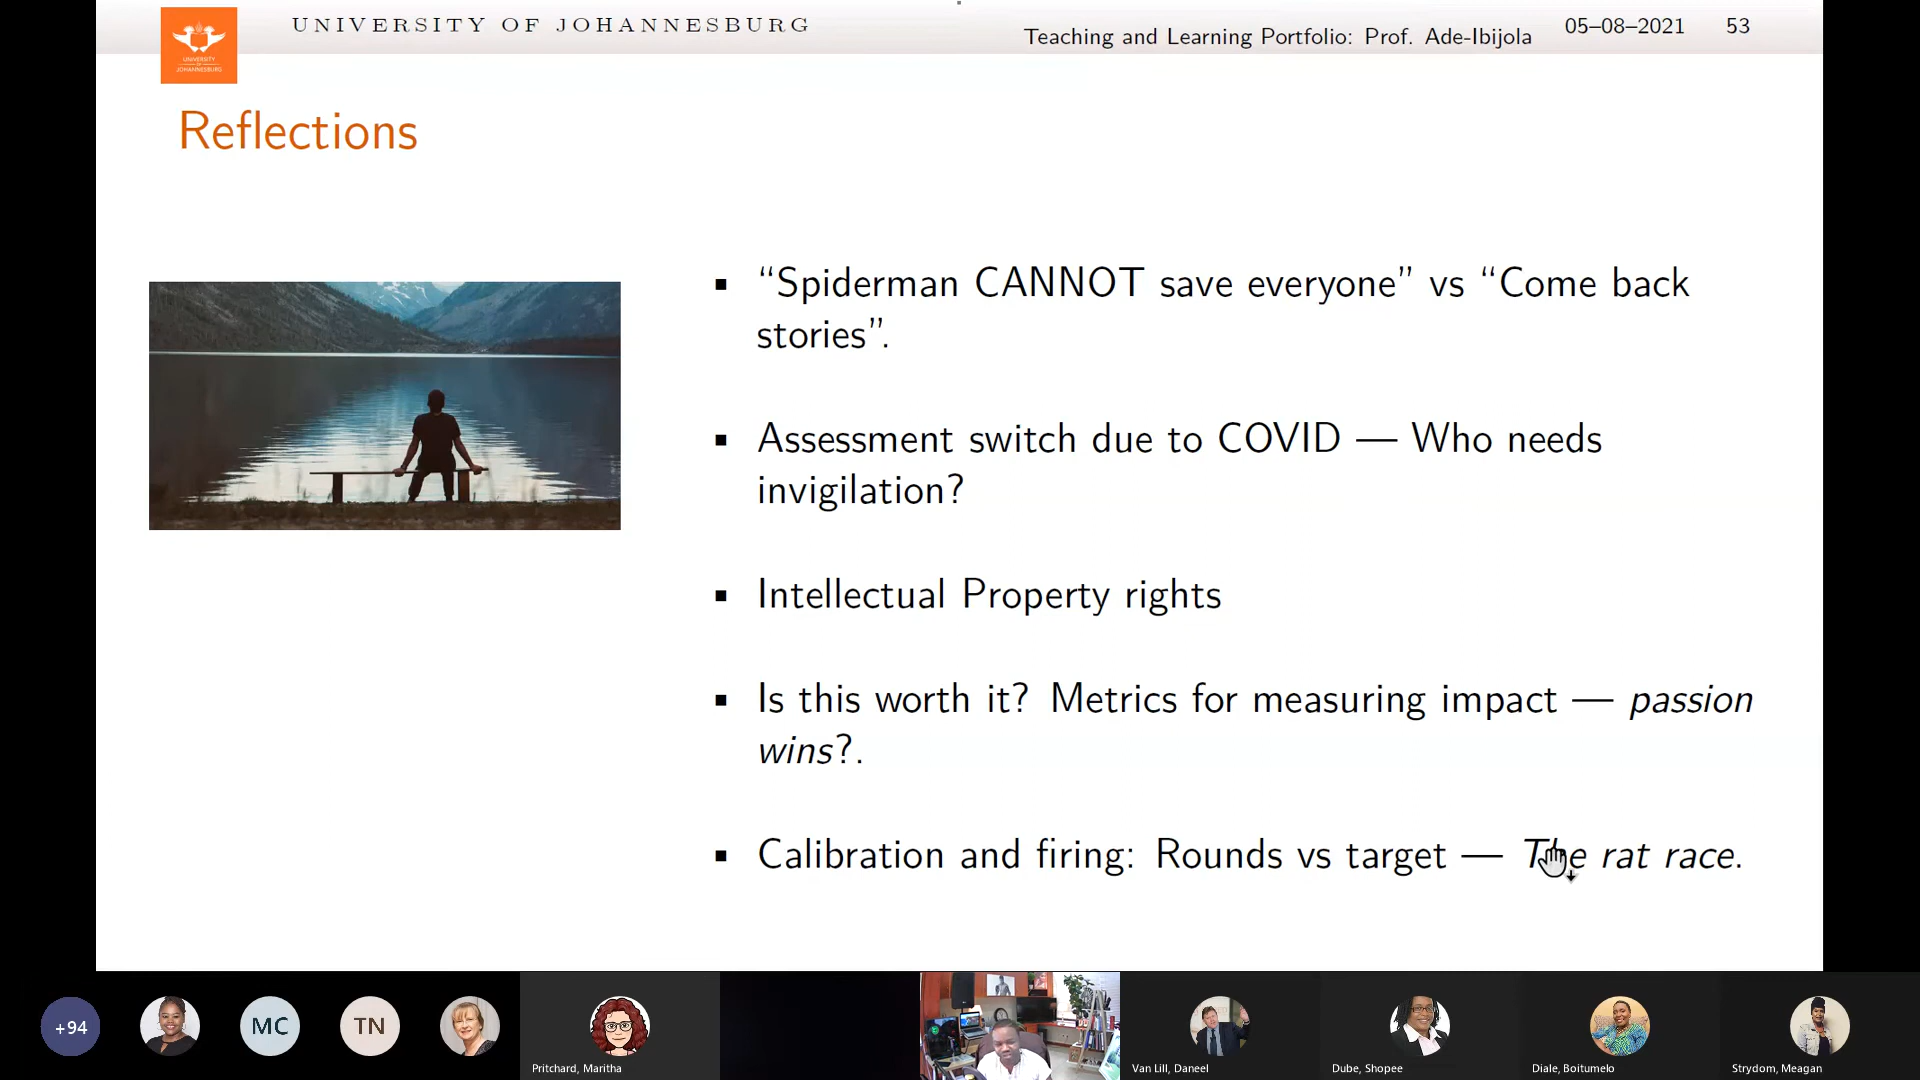 UNIVERSITY OF JOHANNESBURG
Teaching and Learning Portfolio: Prof. Ade-Ibijola
05–08–2021
53
UNIVERSITY
OF
JOHANNESBURG
Reflections
“Spiderman CANNOT save everyone” vs “Come back
stories”.
Assessment switch due to COVID — Who needs
invigilation?
Intellectual Property rights
Is this worth it? Metrics for measuring impact — passion
wins?.
Calibration and firing: Rounds vs target — The rat race.
+94
MC
TN
Pritchard, Maritha
Van Lill, Daneel
Dube, Shopee
Diale, Boitumelo
Strydom, Meagan